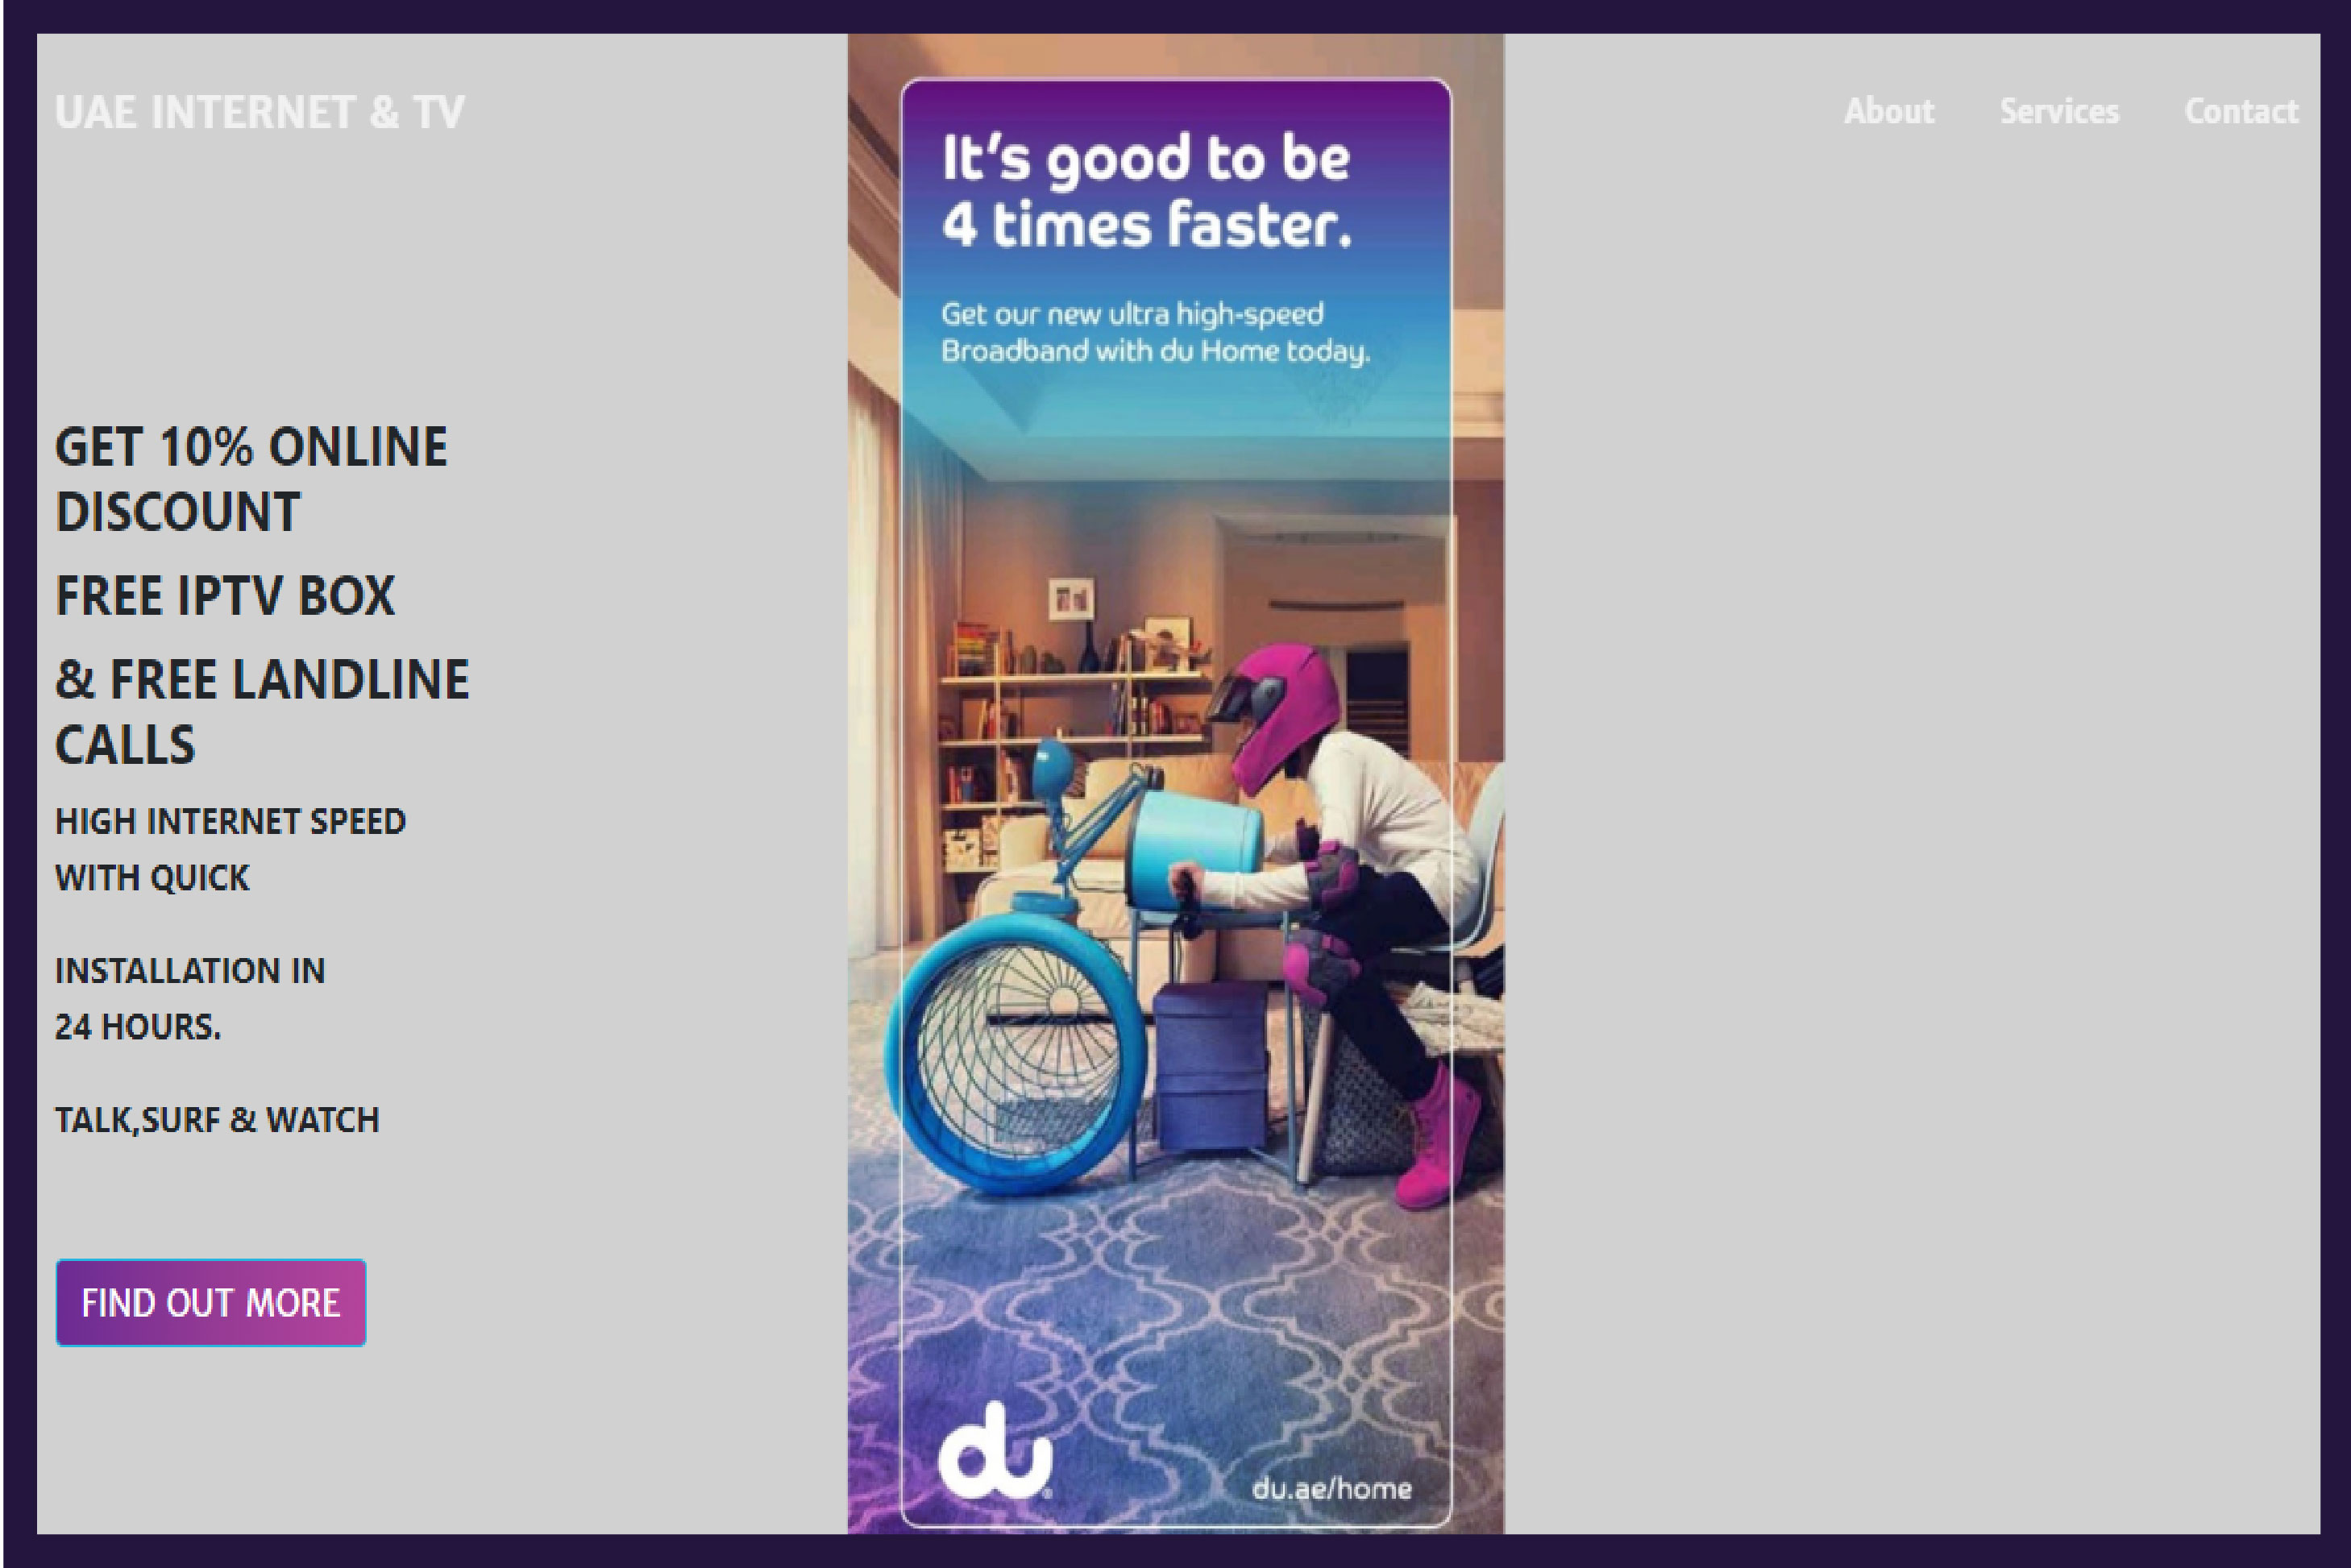 UAE INTERNET & TV
About Services Contact
GET 10% ONLINE
DISCOUNT
FREE IPTV BOX
& FREE LANDLINE
CALLS
HIGH INTERNET SPEED
WITH QUICK
INSTALLATION IN
24 HOURS.
TALK,SURF & WATCH
FIND OUT MORE
It's good to be
4 times faster.
Get our new ultra high-speed
Broadband with du Home today.
du
du.ae/home